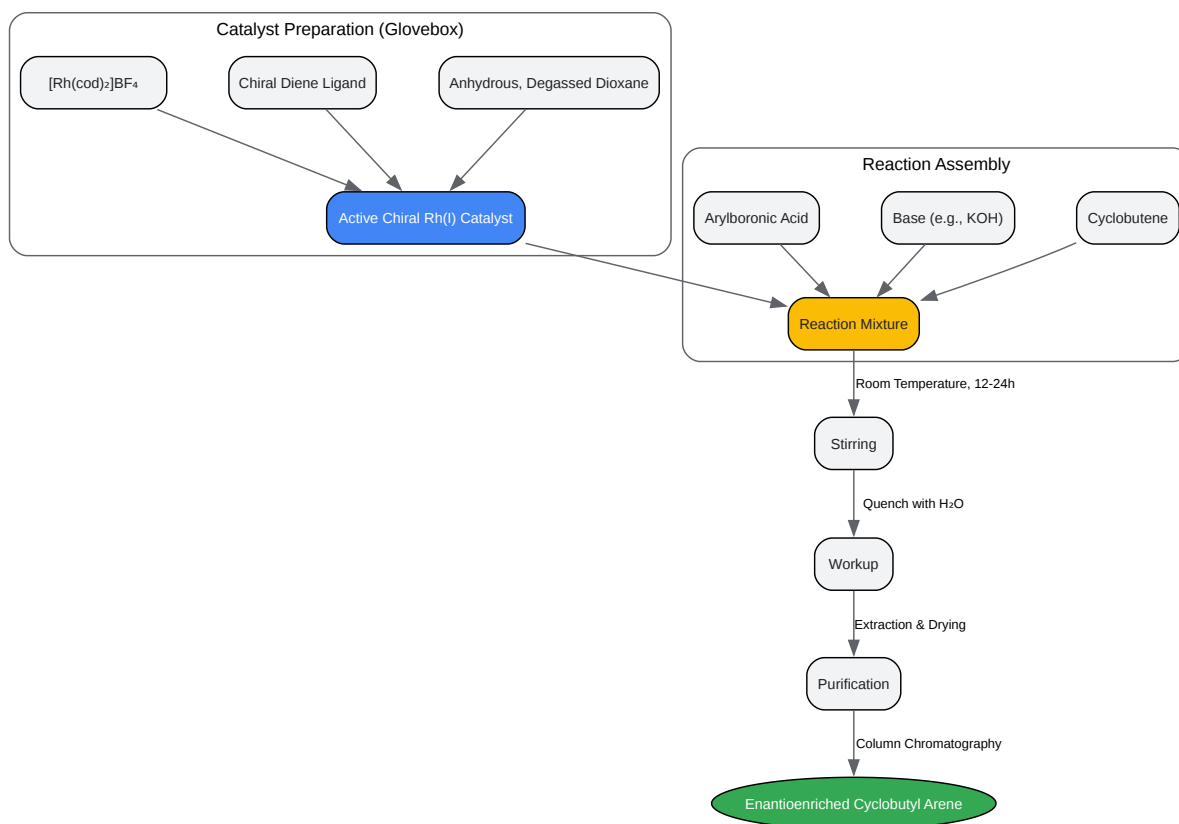 Catalyst Preparation (Glovebox)
[Rh(cod)₂]BF₄
Chiral Diene Ligand
Anhydrous, Degassed Dioxane
Active Chiral Rh(I) Catalyst
Reaction Assembly
Arylboronic Acid
Base (e.g., KOH)
Cyclobutene
Reaction Mixture
Room Temperature, 12-24h
Stirring
Quench with H₂O
Workup
Extraction & Drying
Purification
Column Chromatography
Enantioenriched Cyclobutyl Arene